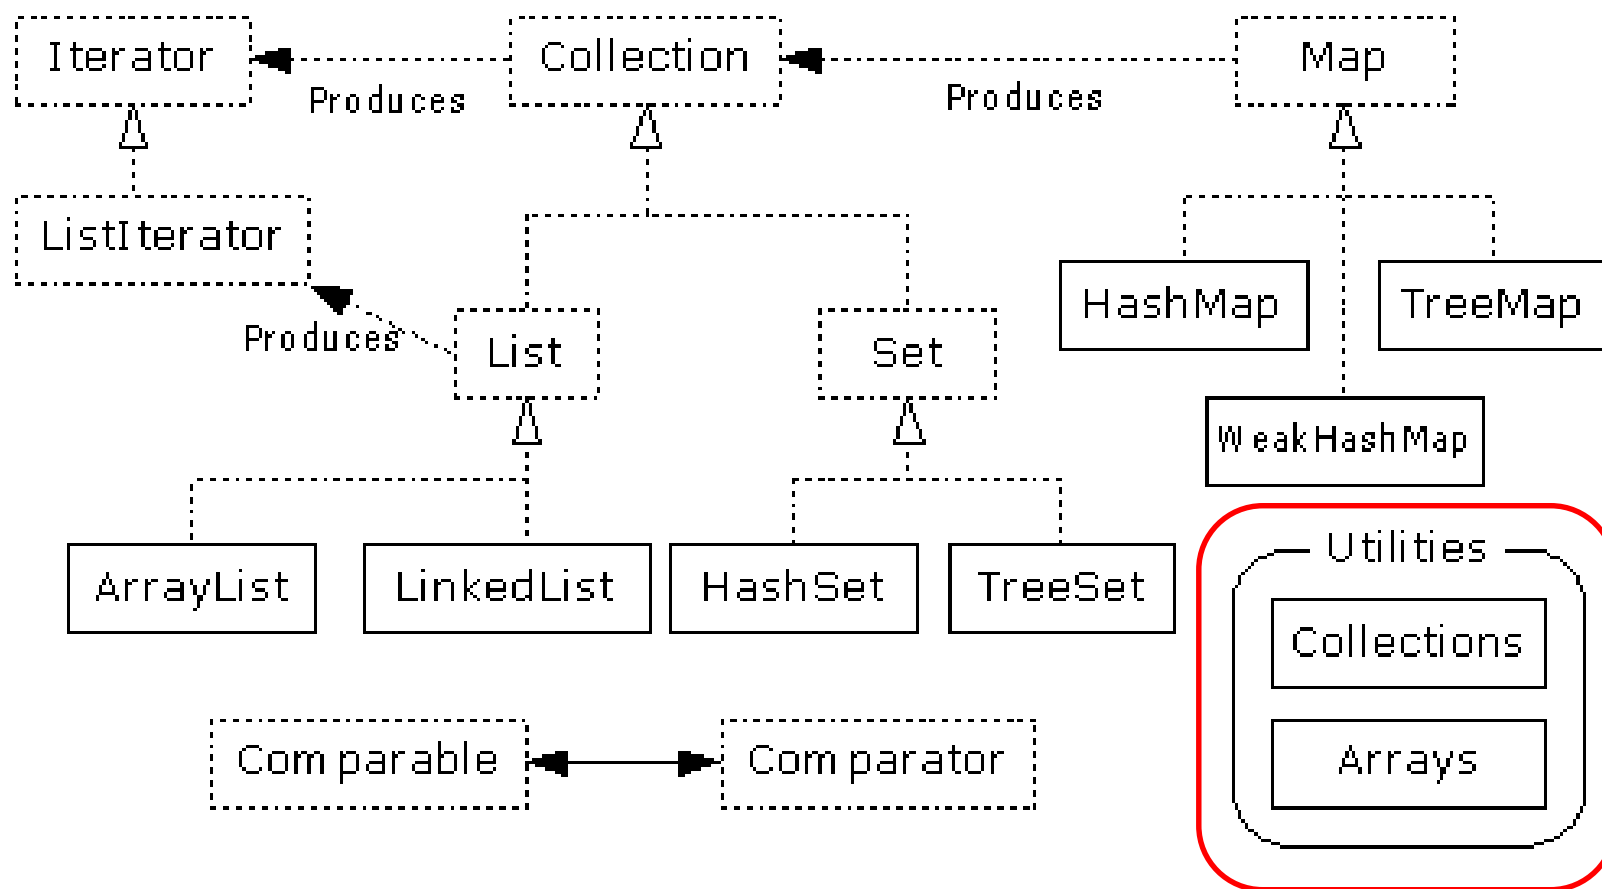 Iterator
Collection
Map
Produces
Produces
ListIterator
HashMap
TreeMap
Produces
List
Set
WeakHashMap
Utilities
ArrayList
LinkedList
HashSet
TreeSet
Collections
Comparable
Comparator
Arrays